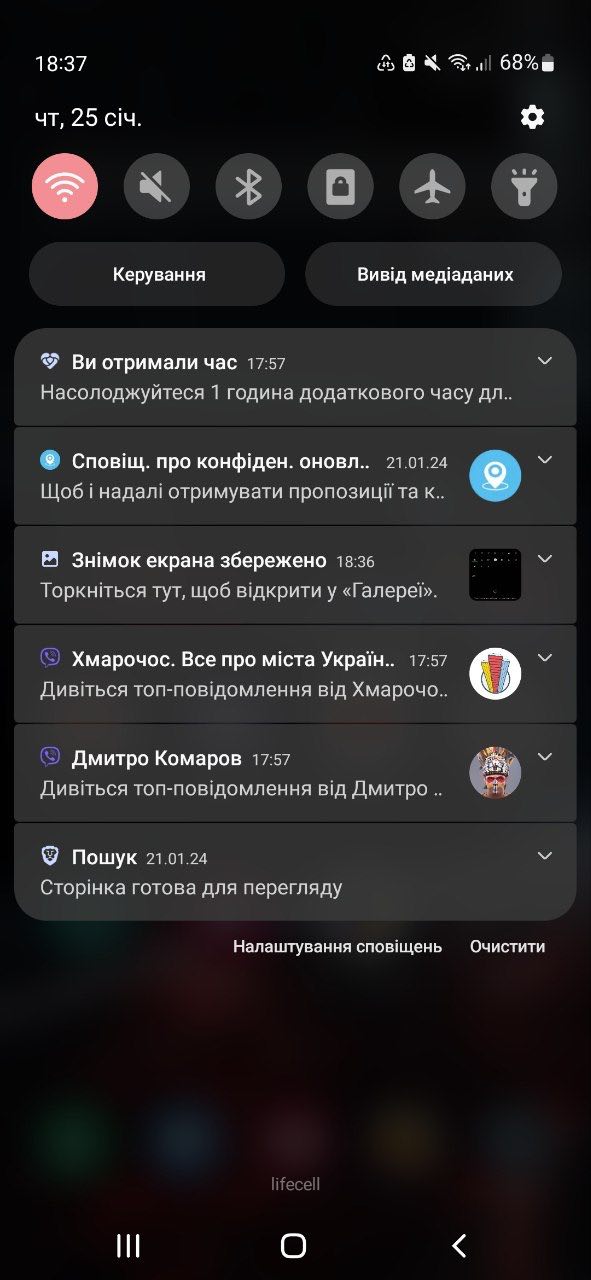 18:37
68%
чт, 25 січ.
Керування
Вивід медіаданих
Ви отримали час 17:57
Насолоджуйтеся 1 година додаткового часу дл..
Сповіщ. про конфіден. оновл.. 21.01.24
Щоб і надалі отримувати пропозиції та к..
Знімок екрана збережено 18:36
Торкніться тут, щоб відкрити у «Галереї».
Хмарочос. Все про міста Україн.. 17:57
Дивіться топ-повідомлення від Хмарочо..
Дмитро Комаров 17:57
Дивіться топ-повідомлення від Дмитро ..
Пошук 21.01.24
Сторінка готова для перегляду
Налаштування сповіщень
Очистити
lifecell